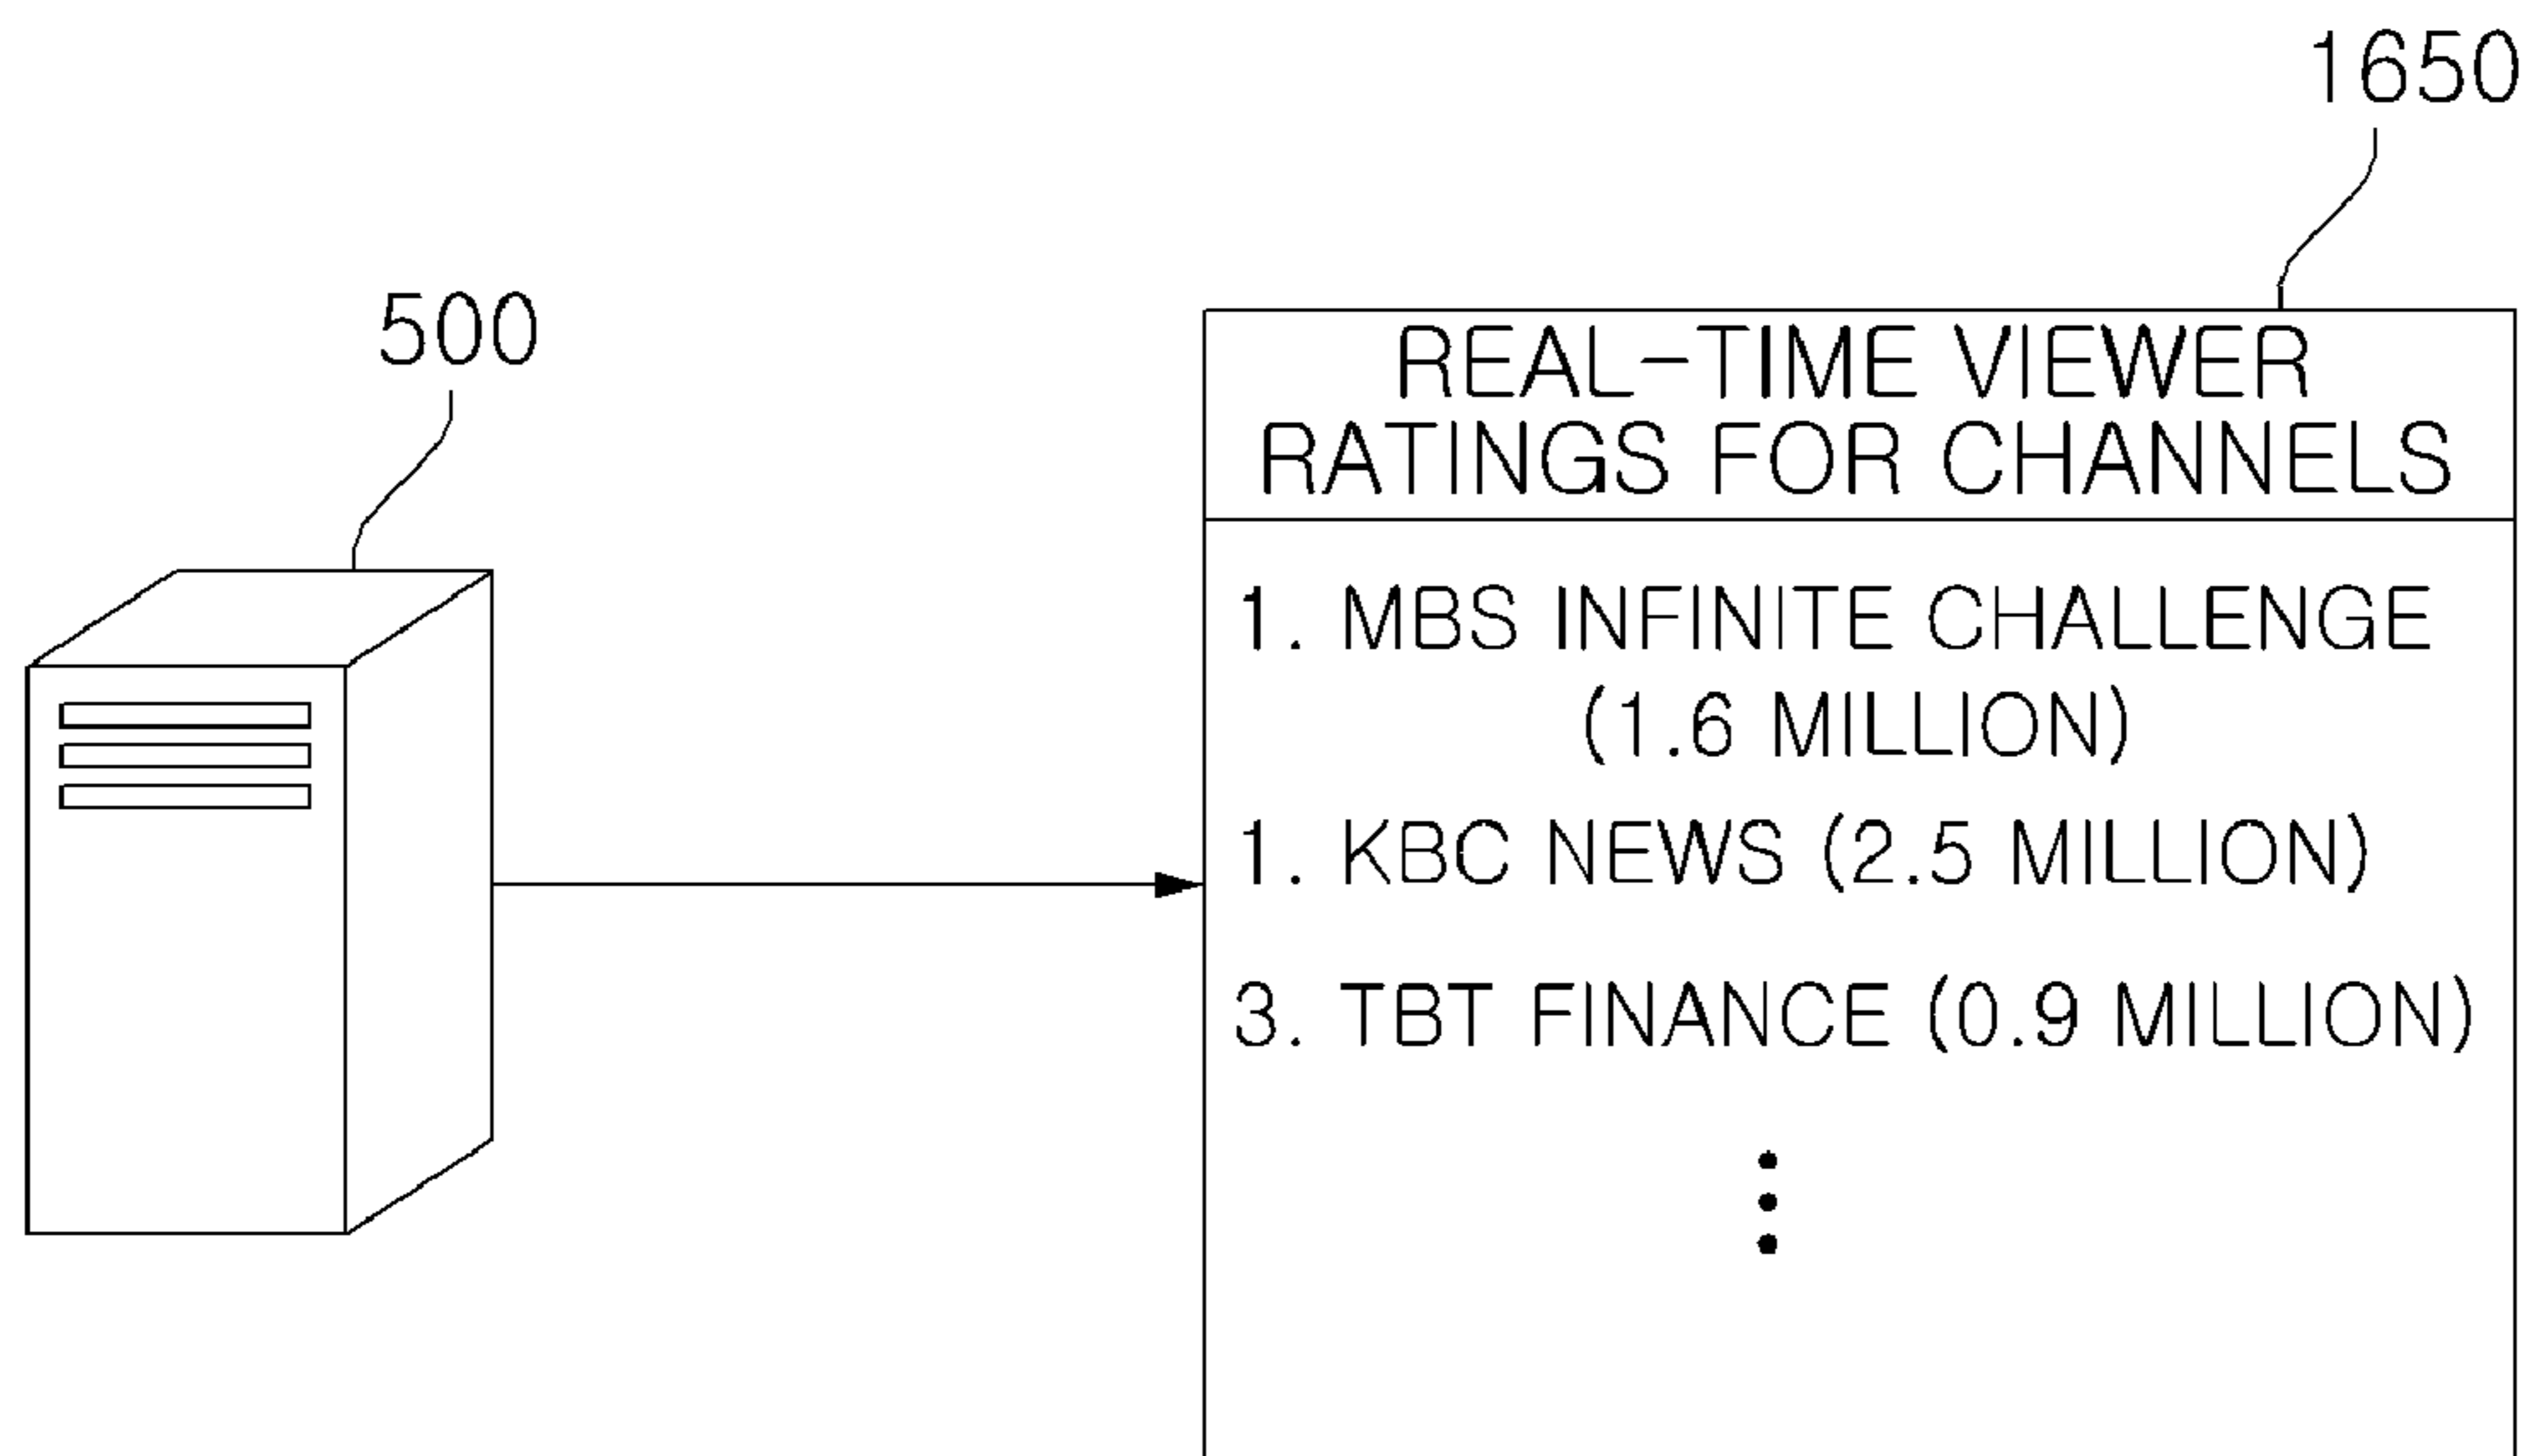 1650
500
REAL-TIME VIEWER
RATINGS FOR CHANNELS
1. MBS INFINITE CHALLENGE
(1.6 MILLION)
1. KBC NEWS (2.5 MILLION)
3. TBT FINANCE (0.9 MILLION)